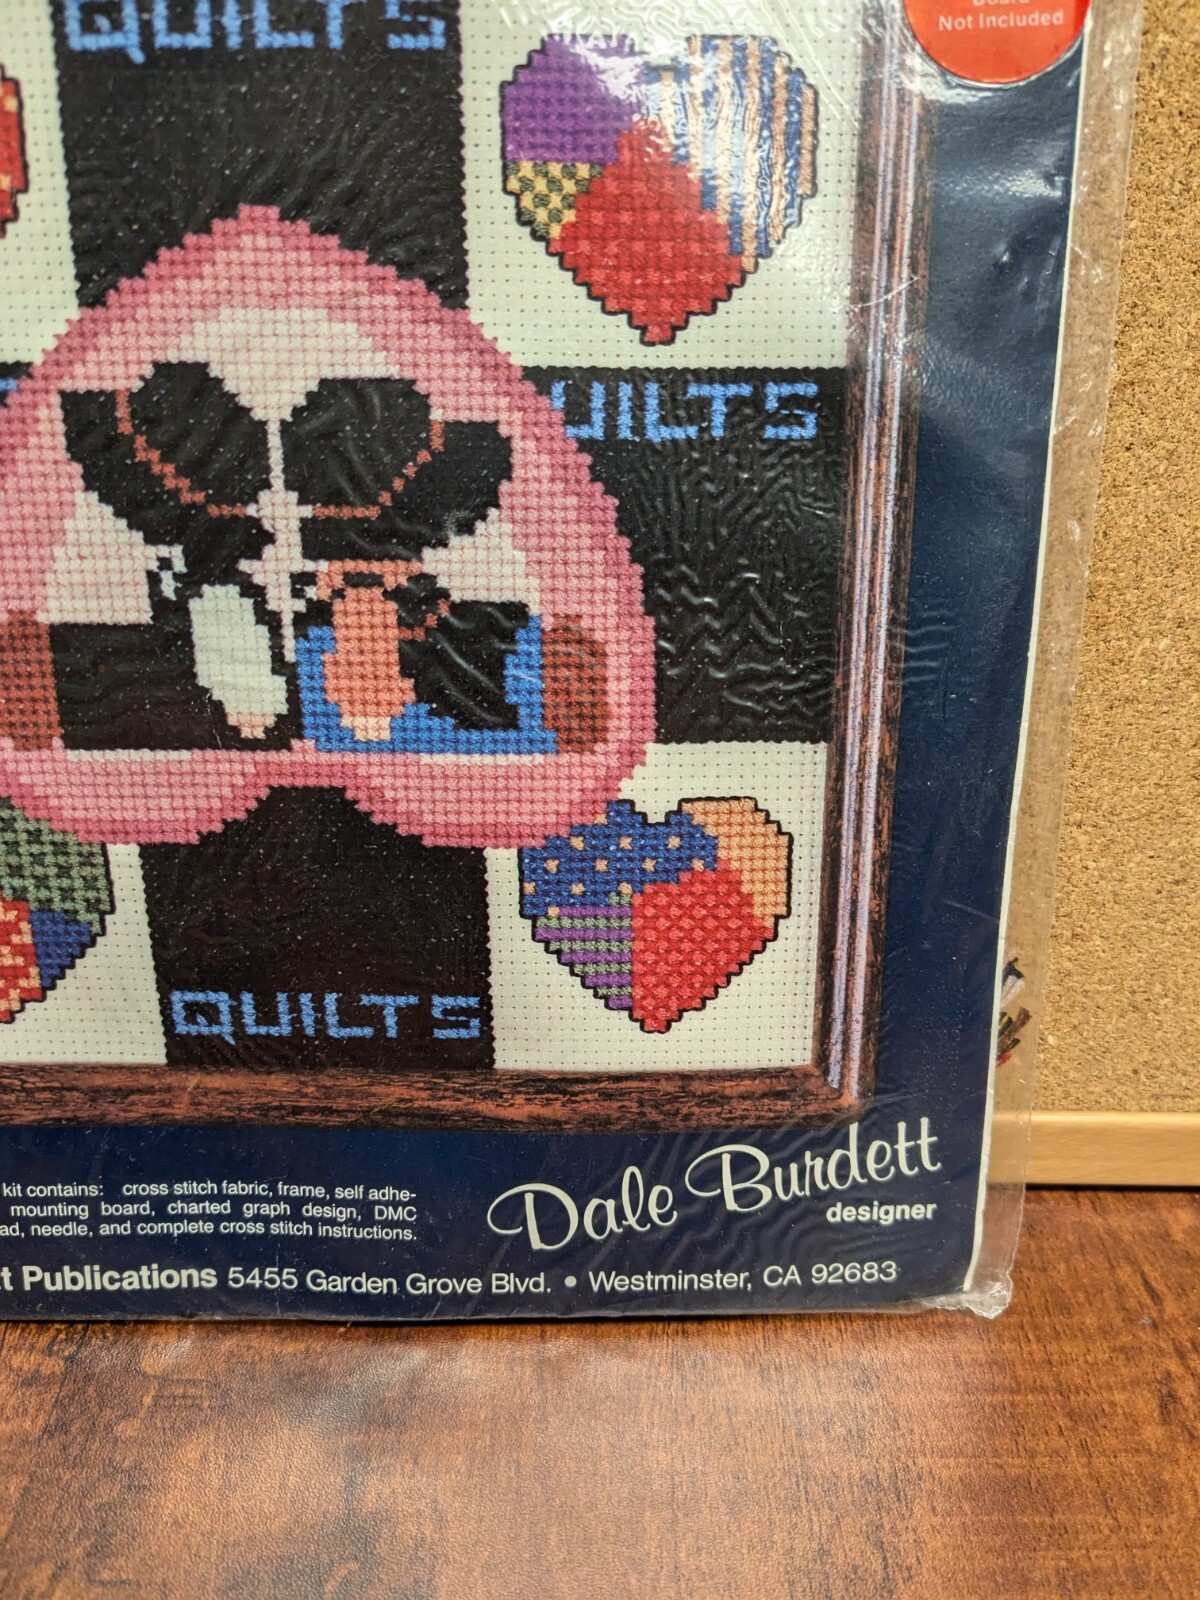 Board
Not Included
QUILTS
UILTS
QUILTS
kit contains: cross stitch fabric, frame, self adhe-
mounting board, charted graph design, DMC
ad, needle, and complete cross stitch instructions.
Dale Burdett
designer
t Publications 5455 Garden Grove Blvd. • Westminster, CA 92683